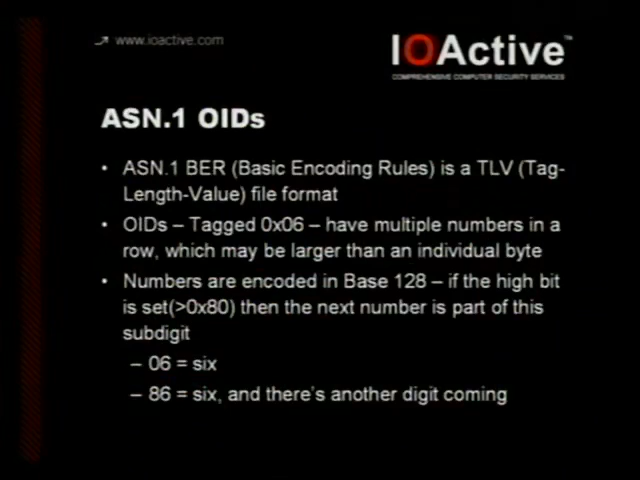 www.ioactive.com
IOActive™
COMPREHENSIVE COMPUTER SECURITY SERVICES
ASN.1 OIDs
• ASN.1 BER (Basic Encoding Rules) is a TLV (Tag-
Length-Value) file format
• OIDs – Tagged 0x06 – have multiple numbers in a
row, which may be larger than an individual byte
• Numbers are encoded in Base 128 – if the high bit
is set(>0x80) then the next number is part of this
subdigit
– 06 = six
– 86 = six, and there's another digit coming